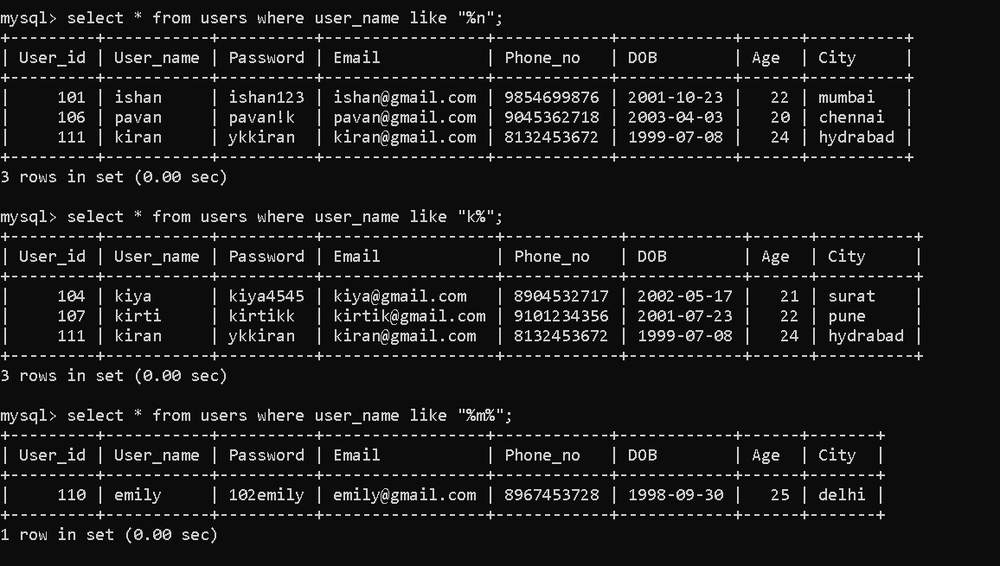 mysql> select * from users where user_name like "%n";
+---------+-----------+----------+-----------------+------------+------------+------+----------+
| User_id | User_name | Password | Email           | Phone_no   | DOB        | Age  | City     |
+---------+-----------+----------+-----------------+------------+------------+------+----------+
|     101 | ishan     | ishan123 | ishan@gmail.com | 9854699876 | 2001-10-23 |   22 | mumbai   |
|     106 | pavan     | pavan!k  | pavan@gmail.com | 9045362718 | 2003-04-03 |   20 | chennai  |
|     111 | kiran     | ykkiran  | kiran@gmail.com | 8132453672 | 1999-07-08 |   24 | hydrabad |
+---------+-----------+----------+-----------------+------------+------------+------+----------+
3 rows in set (0.00 sec)
mysql> select * from users where user_name like "k%";
+---------+-----------+----------+------------------+------------+------------+------+----------+
| User_id | User_name | Password | Email            | Phone_no   | DOB        | Age  | City     |
+---------+-----------+----------+------------------+------------+------------+------+----------+
|     104 | kiya      | kiya4545 | kiya@gmail.com   | 8904532717 | 2002-05-17 |   21 | surat    |
|     107 | kirti     | kirtikk  | kirtik@gmail.com | 9101234356 | 2001-07-23 |   22 | pune     |
|     111 | kiran     | ykkiran  | kiran@gmail.com  | 8132453672 | 1999-07-08 |   24 | hydrabad |
+---------+-----------+----------+------------------+------------+------------+------+----------+
3 rows in set (0.00 sec)
mysql> select * from users where user_name like "%m%";
+---------+-----------+----------+-----------------+------------+------------+------+-------+
| User_id | User_name | Password | Email           | Phone_no   | DOB        | Age  | City  |
+---------+-----------+----------+-----------------+------------+------------+------+-------+
|     110 | emily     | 102emily | emily@gmail.com | 8967453728 | 1998-09-30 |   25 | delhi |
+---------+-----------+----------+-----------------+------------+------------+------+-------+
1 row in set (0.00 sec)